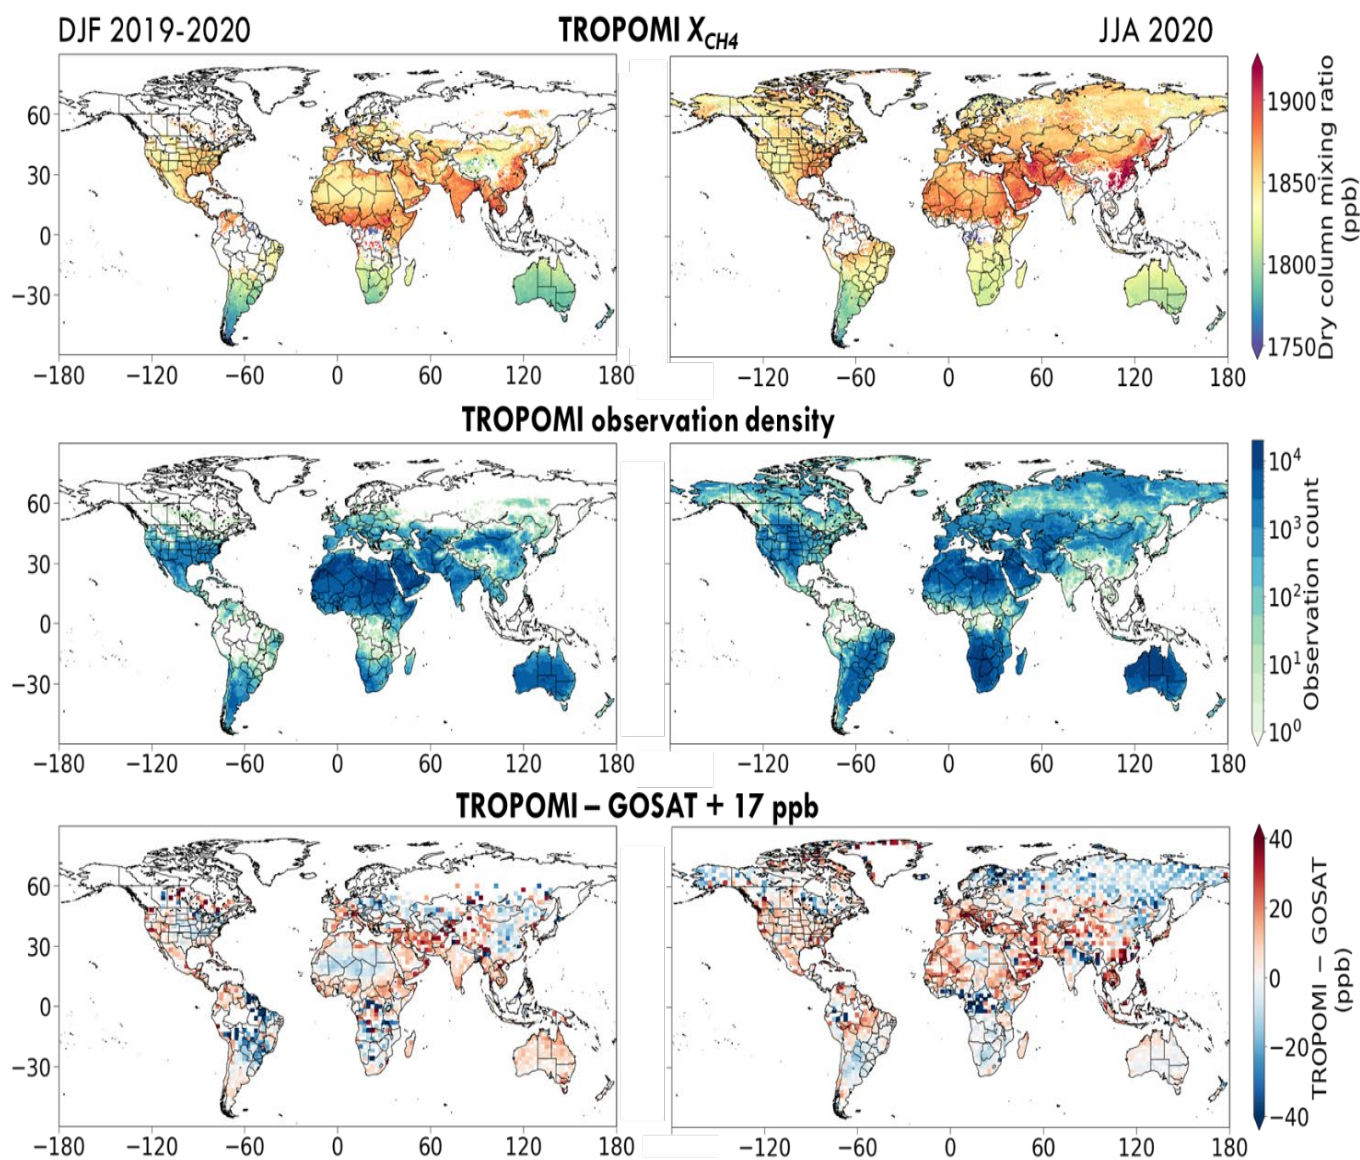 DJF 2019-2020 TROPOMI X_CH4 JJA 2020
60
30
0
−30
−180 −120 −60 0 60 120
−120 −60 0 60 120 180
1900
1850
1800
1750
Dry column mixing ratio
(ppb)
TROPOMI observation density
60
30
0
−30
−180 −120 −60 0 60 120
−120 −60 0 60 120 180
10^4
10^3
10^2
10^1
10^0
Observation count
TROPOMI – GOSAT + 17 ppb
60
30
0
−30
−180 −120 −60 0 60 120
−120 −60 0 60 120 180
40
20
0
−20
−40
TROPOMI − GOSAT
(ppb)